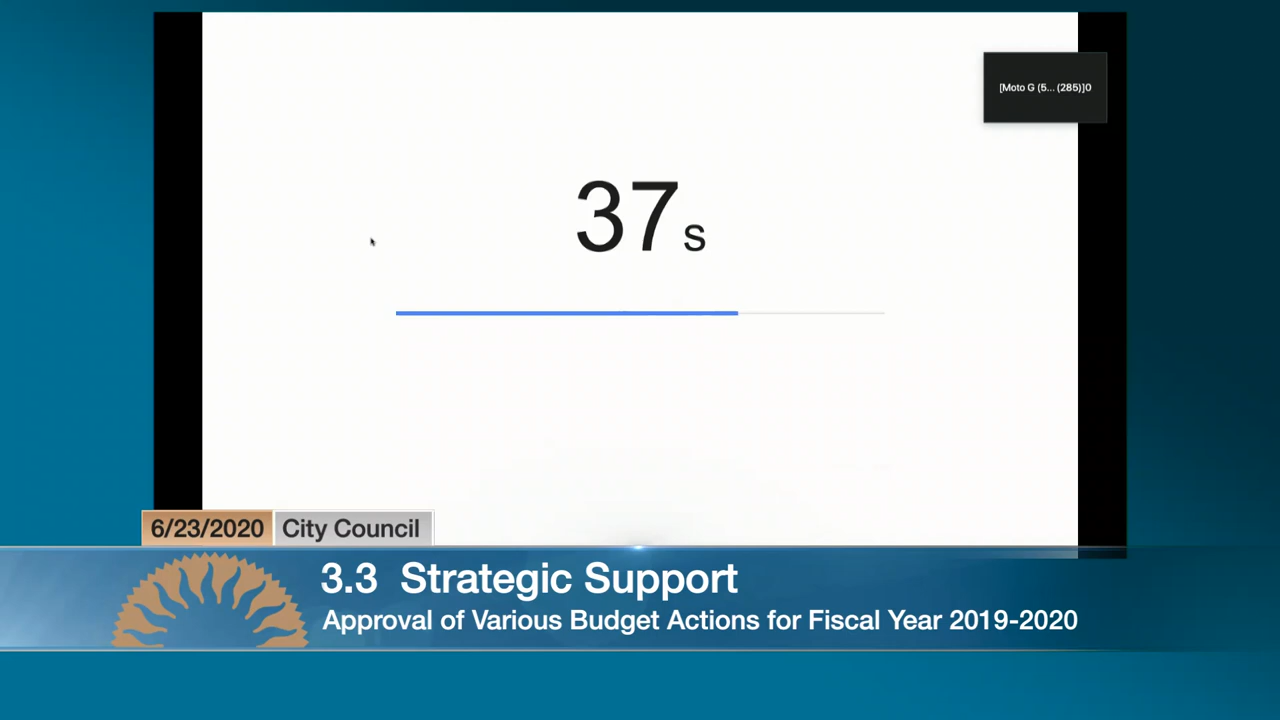 [Moto G (5... (285)]0
37s
6/23/2020 City Council
3.3 Strategic Support
Approval of Various Budget Actions for Fiscal Year 2019-2020